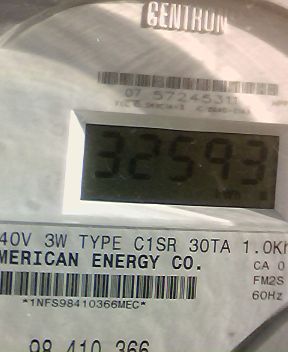 CENTRON
07 57245311
32593
40V 3W TYPE C1SR 30TA 1.0Kh
MERICAN ENERGY CO.
CA 0
FM2S
60Hz
*1NFS98410366MEC*
98 410 366